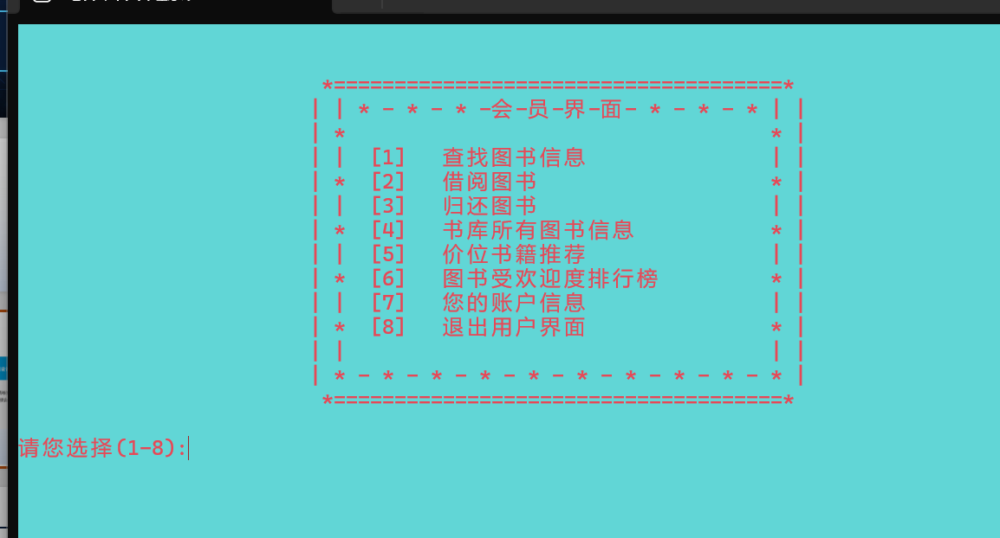 *=====================================*
| | * - * - * -会-员-界-面- * - * - * | |
| * * |
| | [1] 查找图书信息 | |
| * [2] 借阅图书 * |
| | [3] 归还图书 | |
| * [4] 书库所有图书信息 * |
| | [5] 价位书籍推荐 | |
| * [6] 图书受欢迎度排行榜 * |
| | [7] 您的账户信息 | |
| * [8] 退出用户界面 * |
| | | |
| * - * - * - * - * - * - * - * - * - * |
*=====================================*
请您选择(1-8):